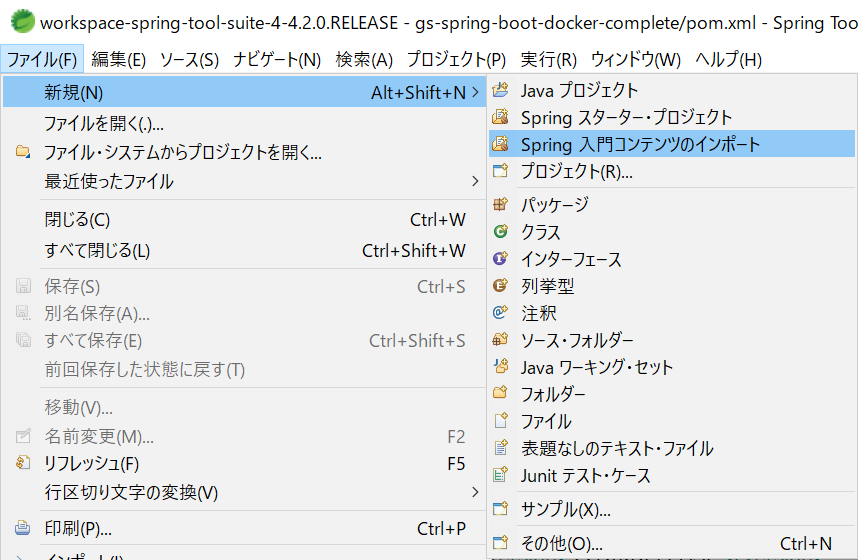 workspace-spring-tool-suite-4-4.2.0.RELEASE - gs-spring-boot-docker-complete/pom.xml - Spring Too
ファイル(F) 編集(E) ソース(S) ナビゲート(N) 検索(A) プロジェクト(P) 実行(R) ウィンドウ(W) ヘルプ(H)
新規(N) Alt+Shift+N >
ファイルを開く(.)...
ファイル・システムからプロジェクトを開く...
最近使ったファイル >
閉じる(C) Ctrl+W
すべて閉じる(L) Ctrl+Shift+W
保存(S) Ctrl+S
別名保存(A)...
すべて保存(E) Ctrl+Shift+S
前回保存した状態に戻す(T)
移動(V)...
名前変更(M)... F2
リフレッシュ(F) F5
行区切り文字の変換(V) >
印刷(P)... Ctrl+P
インポート(I)
Java プロジェクト
Spring スターター・プロジェクト
Spring 入門コンテンツのインポート
プロジェクト(R)...
パッケージ
クラス
インターフェース
列挙型
注釈
ソース・フォルダー
Java ワーキング・セット
フォルダー
ファイル
表題なしのテキスト・ファイル
Junit テスト・ケース
サンプル(X)...
その他(O)... Ctrl+N